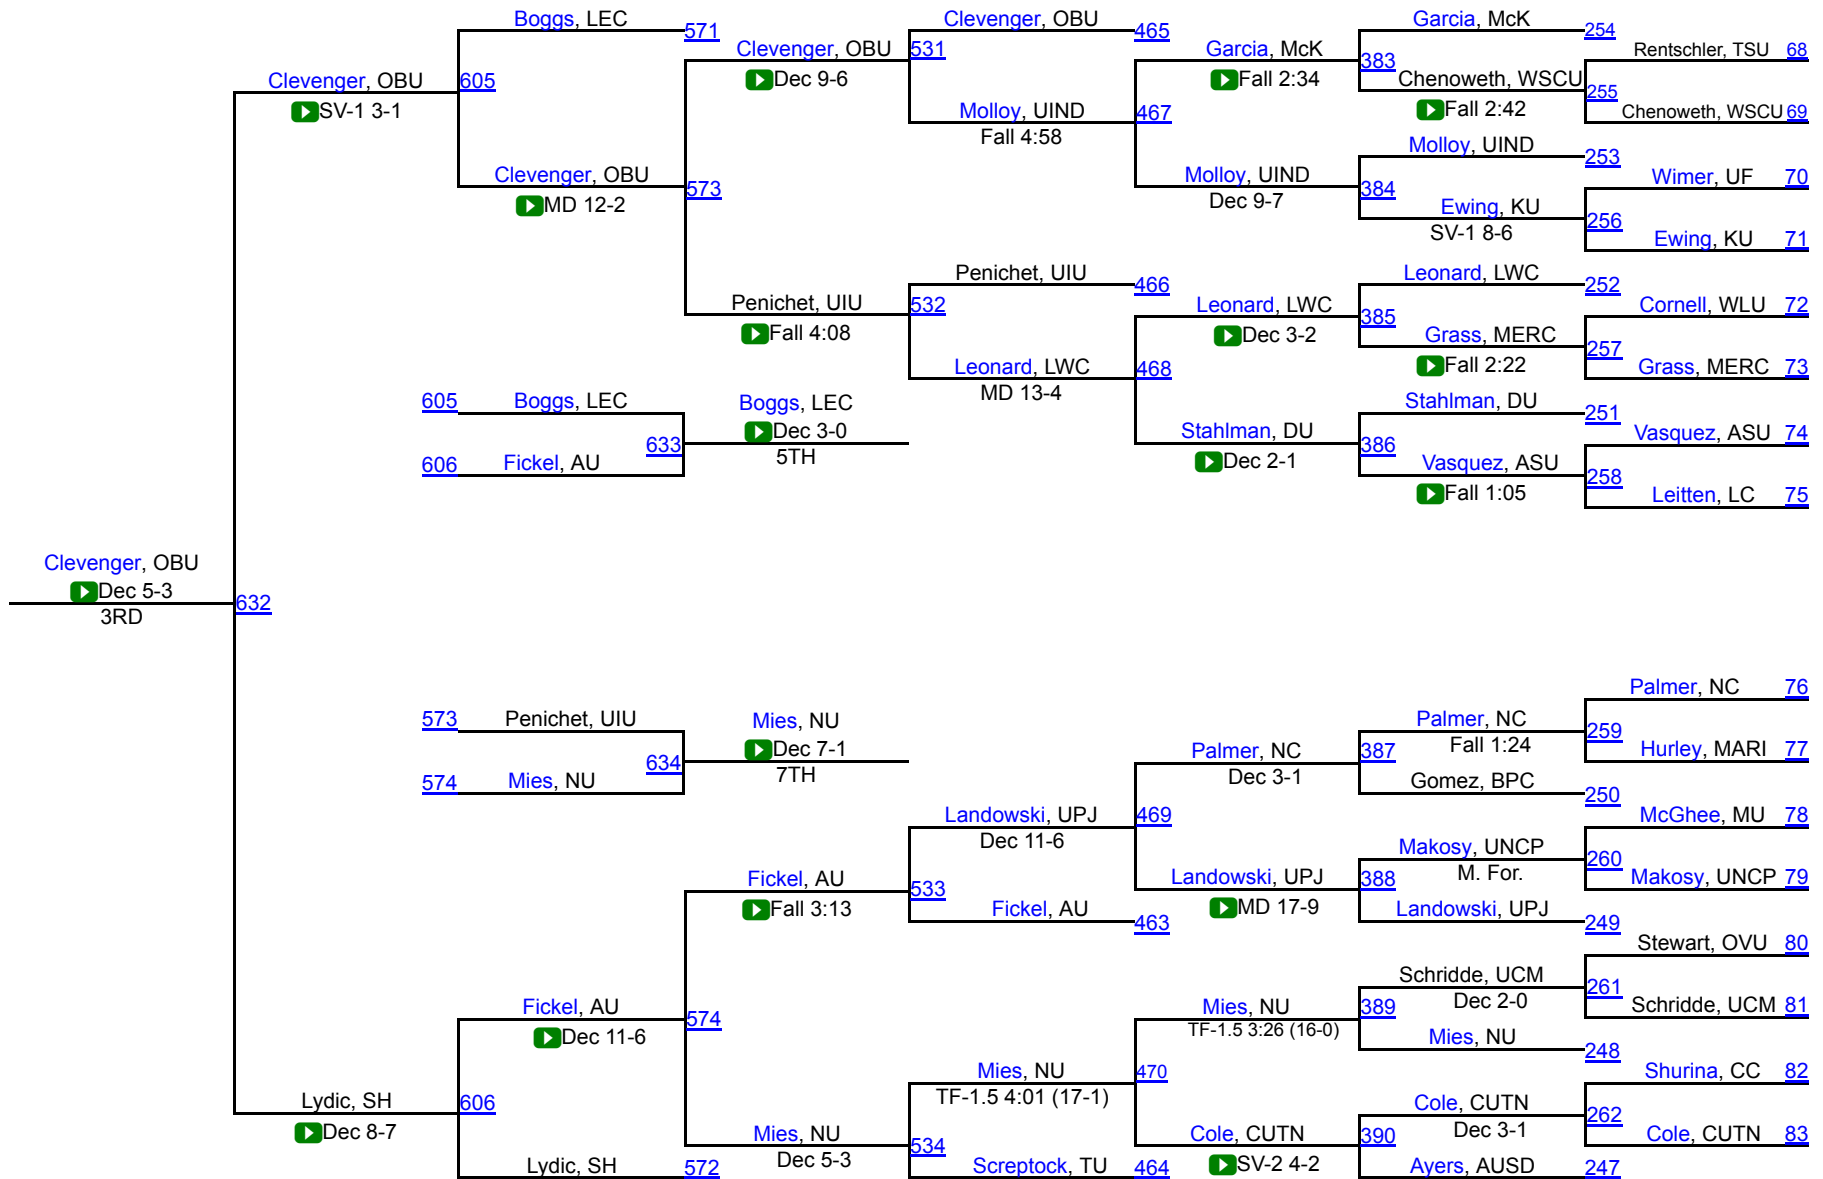 Boggs, LEC
571
Clevenger, OBU
465
Garcia, McK
254
Clevenger, OBU
531
Garcia, McK
383
Rentschler, TSU 68
Clevenger, OBU
605
Dec 9-6
Fall 2:34
Chenoweth, WSCU
255
SV-1 3-1
Molloy, UIND
467
Fall 2:42
Chenoweth, WSCU 69
Fall 4:58
Molloy, UIND
253
Clevenger, OBU
573
Molloy, UIND
384
Wimer, UF 70
MD 12-2
Dec 9-7
Ewing, KU
256
SV-1 8-6
Ewing, KU 71
Penichet, UIU
466
Leonard, LWC
252
Penichet, UIU
532
Leonard, LWC
385
Cornell, WLU 72
Fall 4:08
Dec 3-2
Grass, MERC
257
Leonard, LWC
468
Fall 2:22
Grass, MERC 73
MD 13-4
605 Boggs, LEC
Boggs, LEC
Stahlman, DU
251
633
Dec 3-0
Stahlman, DU
386
Vasquez, ASU 74
606 Fickel, AU
5TH
Dec 2-1
Vasquez, ASU
258
Fall 1:05
Leitten, LC 75
Clevenger, OBU
Dec 5-3
632
3RD
Palmer, NC 76
573 Penichet, UIU
Mies, NU
Palmer, NC
259
634
Dec 7-1
Palmer, NC
387
Fall 1:24
Hurley, MARI 77
574 Mies, NU
7TH
Dec 3-1
Gomez, BPC
250
Landowski, UPJ
469
McGhee, MU 78
Dec 11-6
Makosy, UNCP
260
Fickel, AU
533
Landowski, UPJ
388
M. For.
Makosy, UNCP 79
Fall 3:13
Fickel, AU
463
MD 17-9
Landowski, UPJ
249
Stewart, OVU 80
Schridde, UCM
261
Fickel, AU
574
Mies, NU
389
Dec 2-0
Schridde, UCM 81
Dec 11-6
TF-1.5 3:26 (16-0)
Mies, NU
248
Mies, NU
470
Shurina, CC 82
Lydic, SH
606
TF-1.5 4:01 (17-1)
Cole, CUTN
262
Dec 8-7
Mies, NU
534
Cole, CUTN
390
Dec 3-1
Cole, CUTN 83
Dec 5-3
Lydic, SH
572
Screptock, TU
464
SV-2 4-2
Ayers, AUSD
247